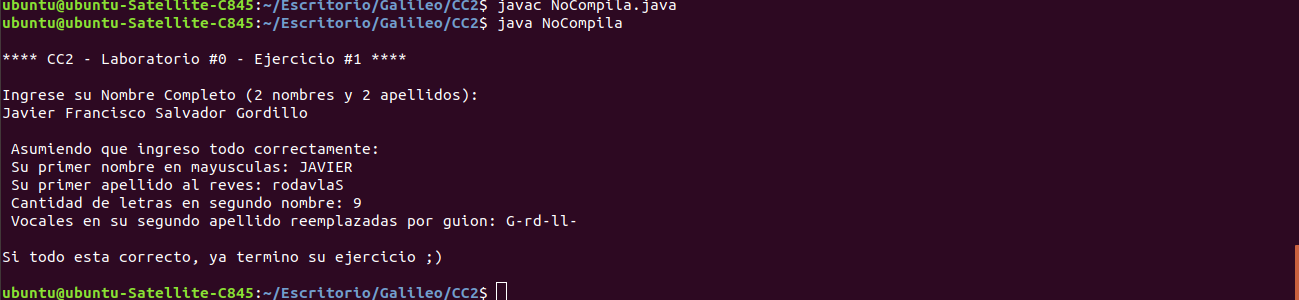 ubuntu@ubuntu-Satellite-C845:~/Escritorio/Galileo/CC2$ javac NoCompila.java
ubuntu@ubuntu-Satellite-C845:~/Escritorio/Galileo/CC2$ java NoCompila
**** CC2 - Laboratorio #0 - Ejercicio #1 ****
Ingrese su Nombre Completo (2 nombres y 2 apellidos):
Javier Francisco Salvador Gordillo
Asumiendo que ingreso todo correctamente:
Su primer nombre en mayusculas: JAVIER
Su primer apellido al reves: rodavlaS
Cantidad de letras en segundo nombre: 9
Vocales en su segundo apellido reemplazadas por guion: G-rd-ll-
Si todo esta correcto, ya termino su ejercicio ;)
ubuntu@ubuntu-Satellite-C845:~/Escritorio/Galileo/CC2$